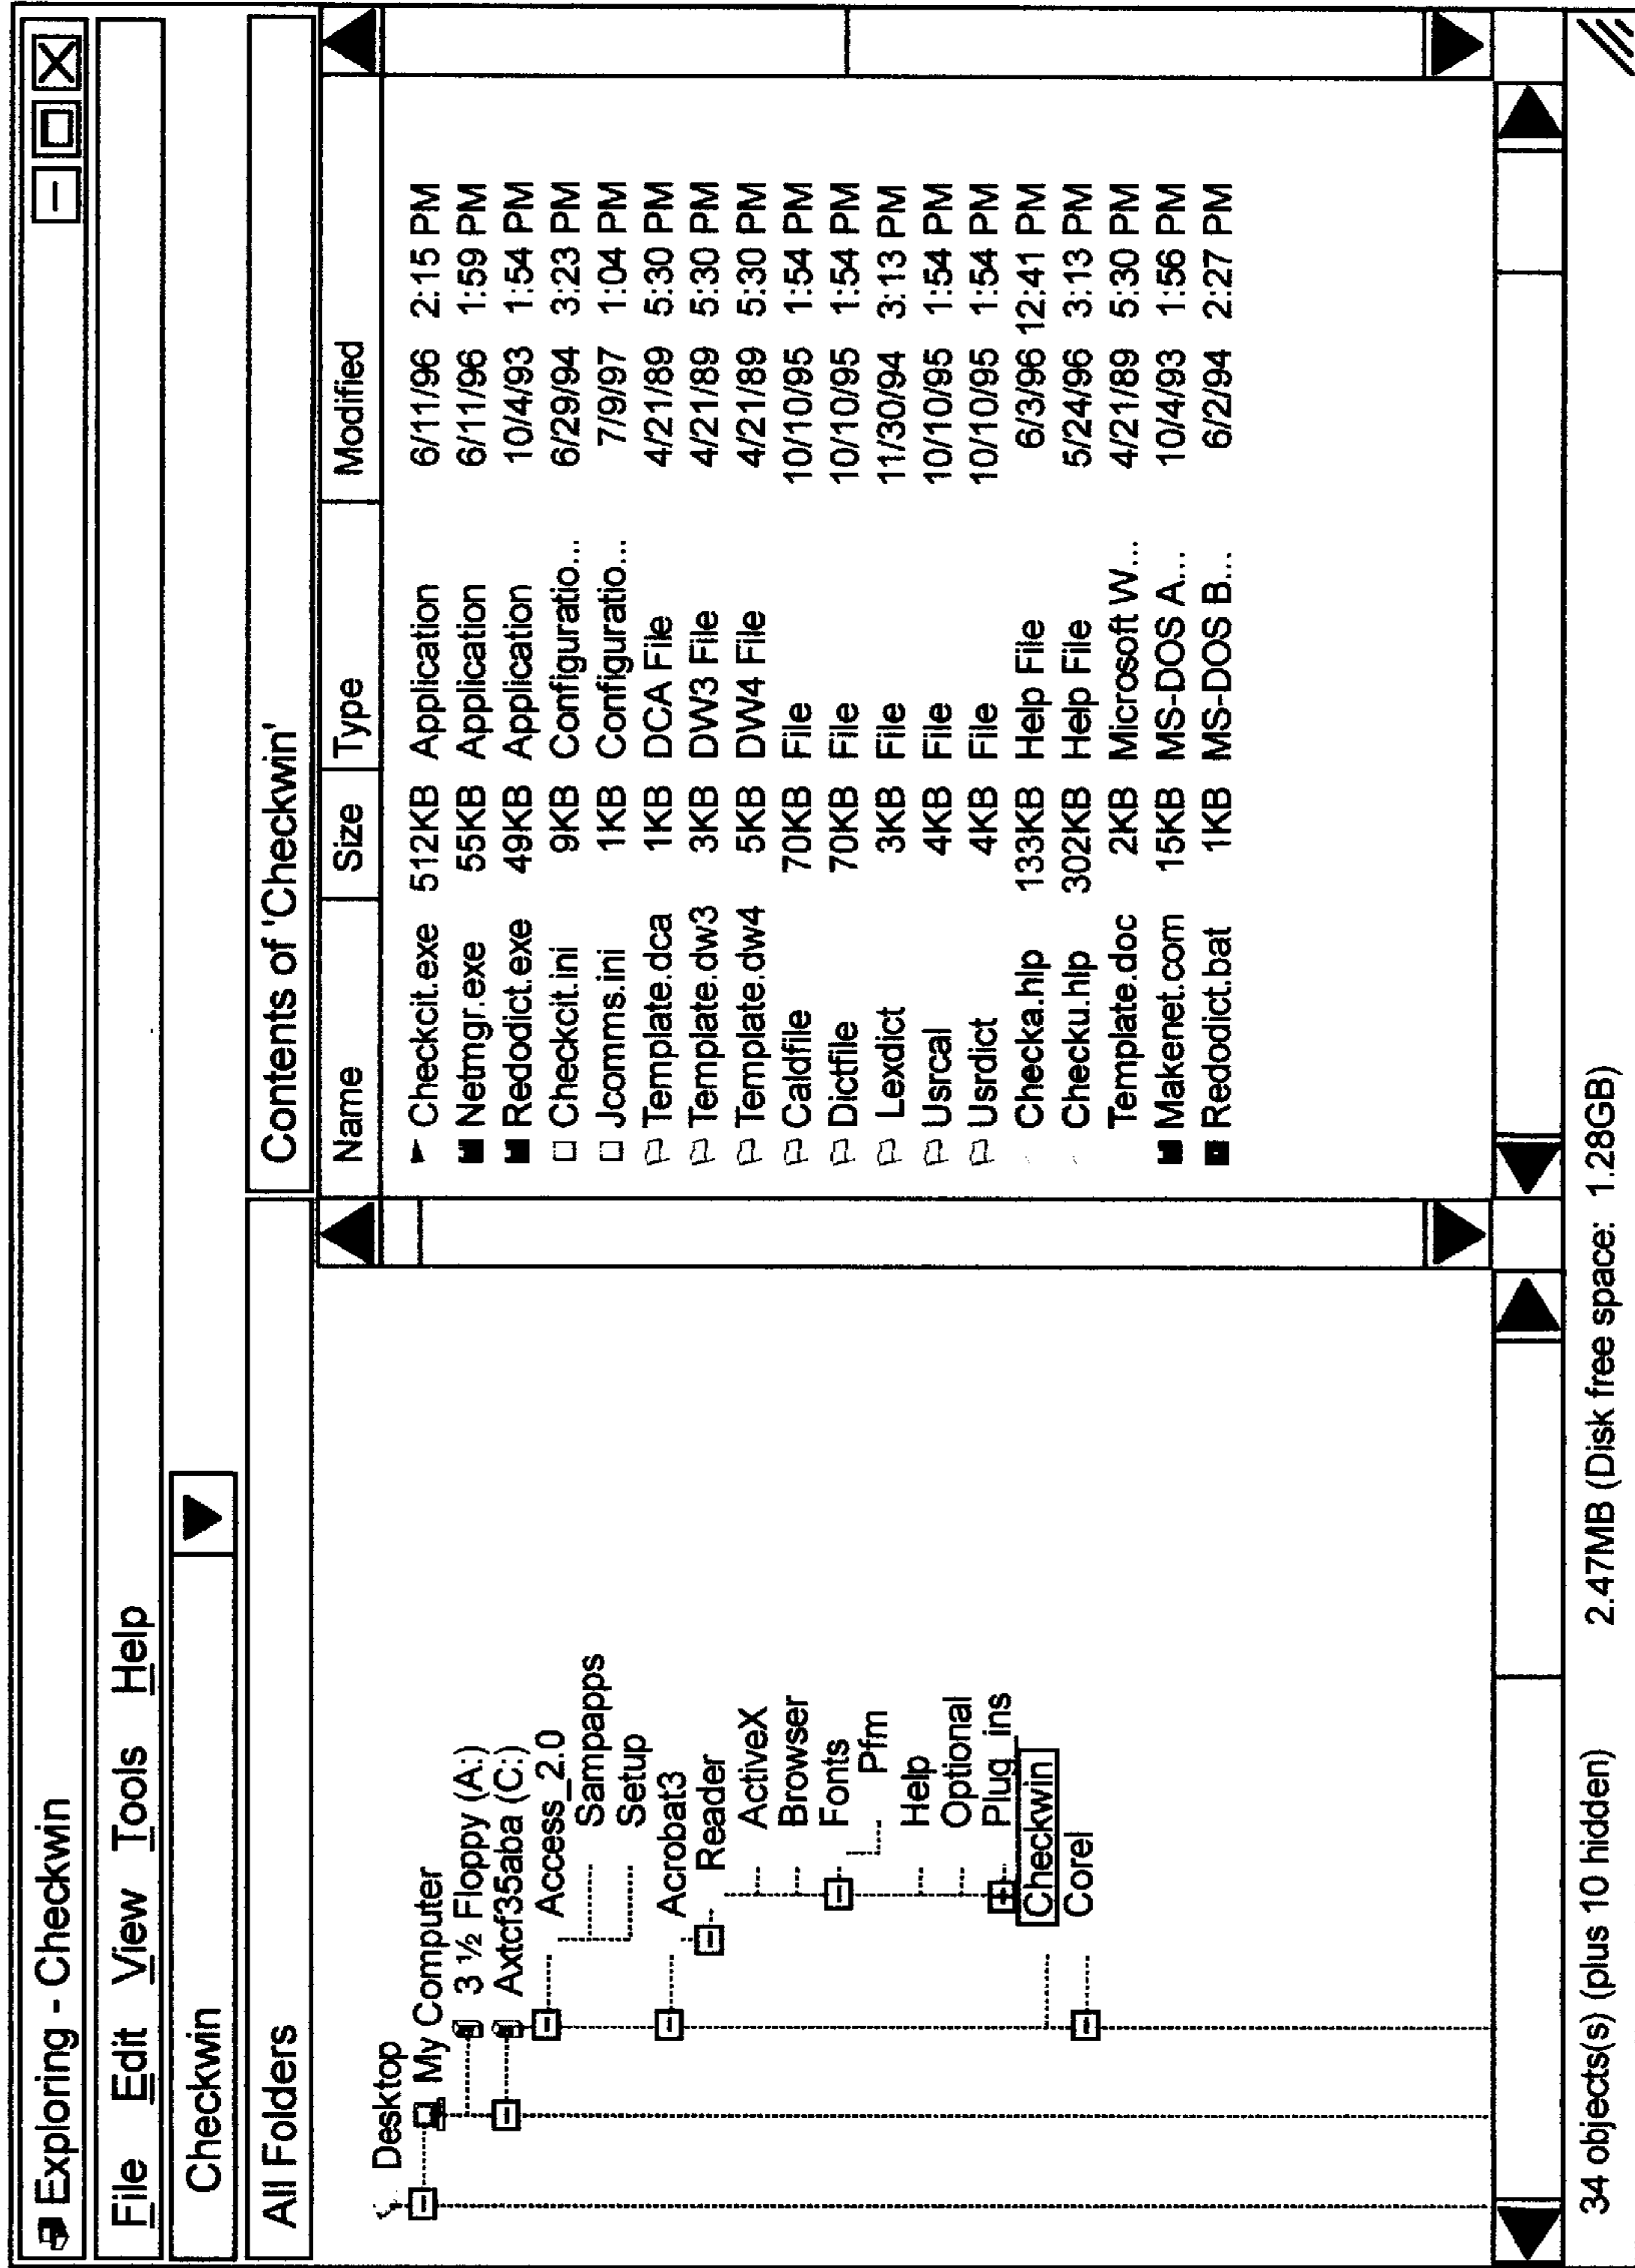 Exploring - Checkwin
File Edit View Tools Help
Checkwin
All Folders
Contents of 'Checkwin'
Name Size Type Modified
Desktop
My Computer
3 ½ Floppy (A:)
Axtcf35aba (C:)
Access_2.0
Sampapps
Setup
Acrobat3
Reader
ActiveX
Browser
Fonts
Pfm
Help
Optional
Plug_ins
Checkwin
Corel
Checkcit.exe 512KB Application 6/11/96 2:15 PM
Netmgr.exe 55KB Application 6/11/96 1:59 PM
Redodict.exe 49KB Application 10/4/93 1:54 PM
Checkcit.ini 9KB Configuratio... 6/29/94 3:23 PM
Jcomms.ini 1KB Configuratio... 7/9/97 1:04 PM
Template.dca 1KB DCA File 4/21/89 5:30 PM
Template.dw3 3KB DW3 File 4/21/89 5:30 PM
Template.dw4 5KB DW4 File 4/21/89 5:30 PM
Caldfile 70KB File 10/10/95 1:54 PM
Dictfile 70KB File 10/10/95 1:54 PM
Lexdict 3KB File 11/30/94 3:13 PM
Usrcal 4KB File 10/10/95 1:54 PM
Usrdict 4KB File 10/10/95 1:54 PM
Checka.hlp 133KB Help File 6/3/96 12:41 PM
Checku.hlp 302KB Help File 5/24/96 3:13 PM
Template.doc 2KB Microsoft W... 4/21/89 5:30 PM
Makenet.com 15KB MS-DOS A... 10/4/93 1:56 PM
Redodict.bat 1KB MS-DOS B... 6/2/94 2:27 PM
34 objects(s) (plus 10 hidden) 2.47MB (Disk free space: 1.28GB)